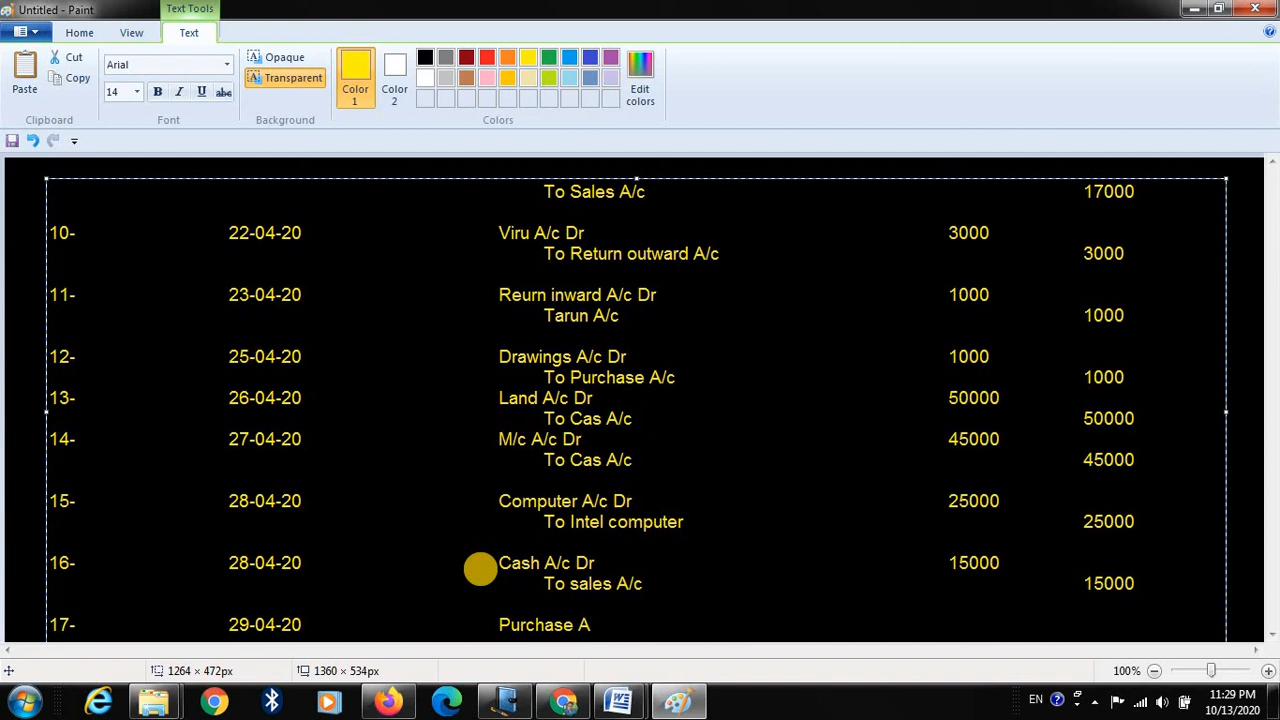 Untitled - Paint
Text Tools
Home View Text
Paste
Cut
Copy
Clipboard
Arial
14 B I U abc
Font
Opaque
Transparent
Background
Color 1
Color 2
Edit colors
Colors
To Sales A/c 17000
10- 22-04-20 Viru A/c Dr 3000
To Return outward A/c 3000
11- 23-04-20 Reurn inward A/c Dr 1000
Tarun A/c 1000
12- 25-04-20 Drawings A/c Dr 1000
To Purchase A/c 1000
13- 26-04-20 Land A/c Dr 50000
To Cas A/c 50000
14- 27-04-20 M/c A/c Dr 45000
To Cas A/c 45000
15- 28-04-20 Computer A/c Dr 25000
To Intel computer 25000
16- 28-04-20 Cash A/c Dr 15000
To sales A/c 15000
17- 29-04-20 Purchase A
1264 × 472px 1360 × 534px 100%
EN 11:29 PM
10/13/2020